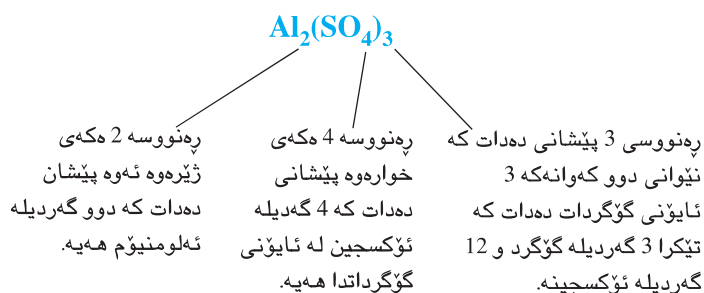 Al₂(SO₄)₃
ڕەنووسی 3 پێشانی دەدات کە
نێوانی دوو کەوانەکە 3
ئایۆنی گۆگردات دەدات کە
تێکڕا 3 گەردیلە گۆگرد و 12
گەردیلە ئۆکسجینە.
ڕەنووسە 4 ەکەی
خوارەوە پێشانی
دەدات کە 4 گەدیلە
ئۆکسجین لە ئایۆنی
گۆگرداتدا هەیە.
ڕەنووسە 2 ەکەی
ژێرەوە ئەوە پێشان
دەدات کە دوو گەردیلە
ئەلومنیۆم هەیە.